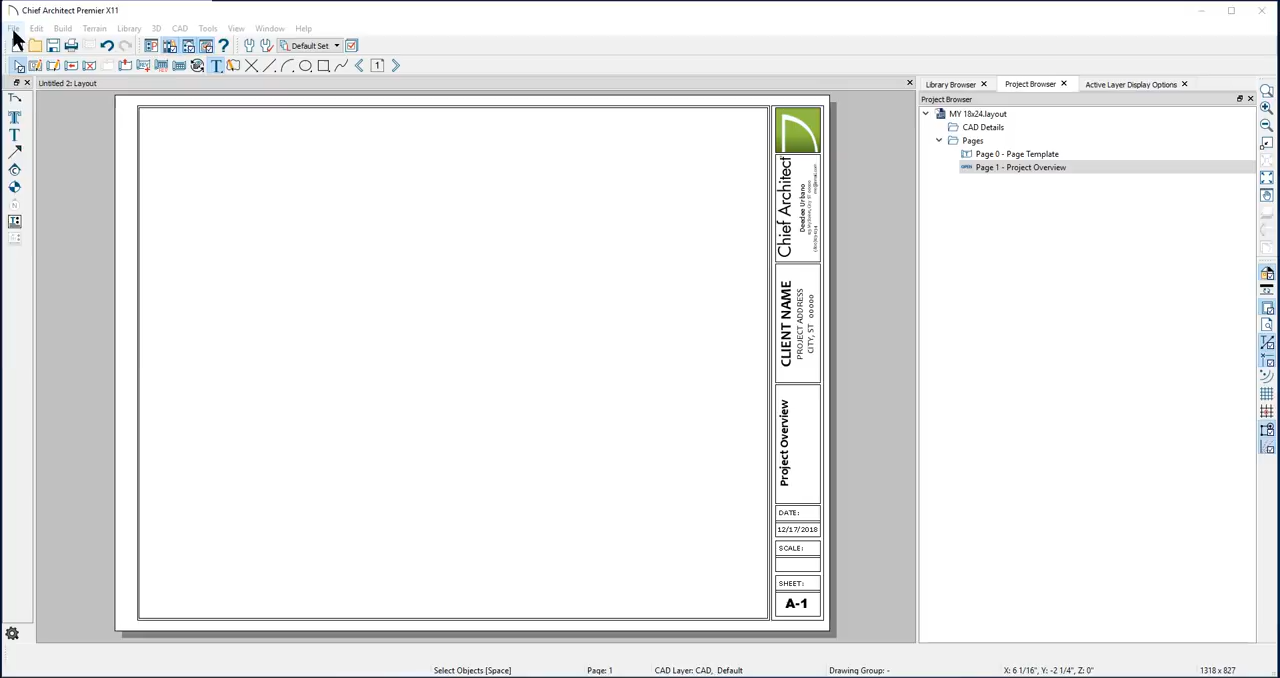 Chief Architect Premier X11
File Edit Build Terrain Library 3D CAD Tools View Window Help
Default Set
T 1
Untitled 2: Layout
Library Browser Project Browser Active Layer Display Options
Project Browser
MY 18x24.layout
CAD Details
Pages
Page 0 - Page Template
Page 1 - Project Overview
Chief Architect
Deedee Urbano
CLIENT NAME
PROJECT ADDRESS
CITY, ST 00000
Project Overview
DATE:
12/17/2018
SCALE:
SHEET:
A-1
Select Objects [Space] Page: 1 CAD Layer: CAD, Default Drawing Group: - X: 6 1/16", Y: -2 1/4", Z: 0" 1318 x 827